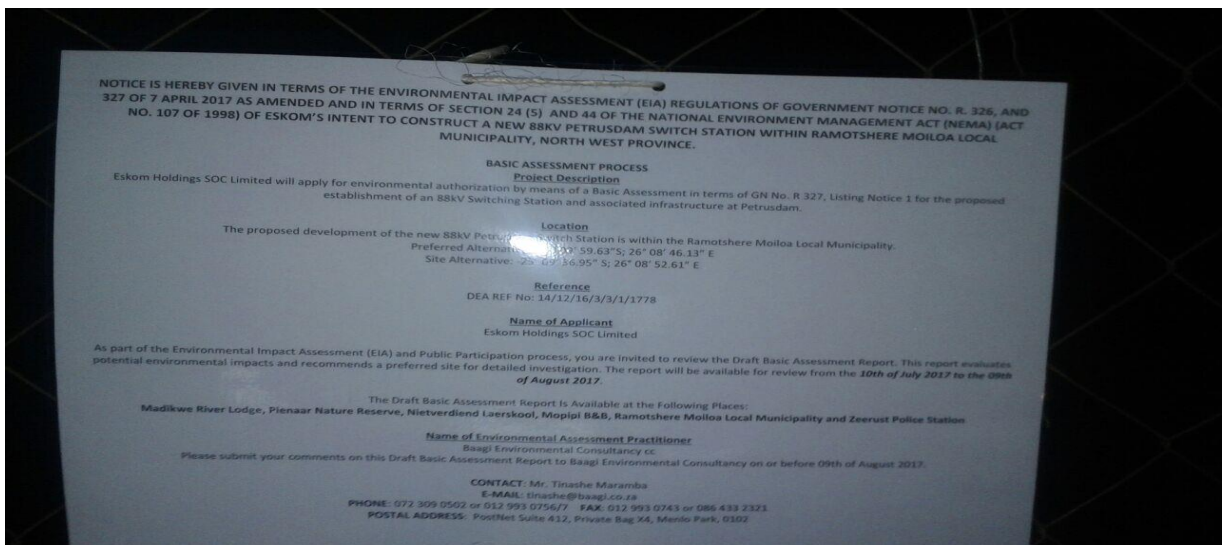 NOTICE IS HEREBY GIVEN IN TERMS OF THE ENVIRONMENTAL IMPACT ASSESSMENT (EIA) REGULATIONS OF GOVERNMENT NOTICE NO. R. 326, AND
327 OF 7 APRIL 2017 AS AMENDED AND IN TERMS OF SECTION 24 (5) AND 44 OF THE NATIONAL ENVIRONMENT MANAGEMENT ACT (NEMA) (ACT
NO. 107 OF 1998) OF ESKOM'S INTENT TO CONSTRUCT A NEW 88KV PETRUSDAM SWITCH STATION WITHIN RAMOTSHERE MOILOA LOCAL
MUNICIPALITY, NORTH WEST PROVINCE.
BASIC ASSESSMENT PROCESS
Project Description
Eskom Holdings SOC Limited will apply for environmental authorization by means of a Basic Assessment in terms of GN No. R 327, Listing Notice 1 for the proposed
establishment of an 88kV Switching Station and associated infrastructure at Petrusdam.
Location
The proposed development of the new 88kV Switch Station is within the Ramotshere Moiloa Local Municipality.
Preferred 59.63"S; 26° 08' 46.13" E
Site Alternative: 26° 08' 52.61" E
Reference
DEA REF No: 14/12/16/3/3/1/1778
Name of Applicant
Eskom Holdings SOC Limited
As part of the Environmental Impact Assessment (EIA) and Public Participation process, you are invited to review the Draft Basic Assessment Report. This report evaluates
potential environmental impacts and recommends a preferred site for detailed investigation. The report will be available for review from the 10th of July 2017 to the 09th
of August 2017.
The Draft Basic Assessment Report Is Available at the Following Places:
Madikwe River Lodge, Pienaar Nature Reserve, Nietverdiend Laerskool, Mopipi B&B, Ramotshere Moiloa Local Municipality and Zeerust Police Station
Name of Environmental Assessment Practitioner
Baagi Environmental Consultancy cc
Please submit your comments on this Draft Basic Assessment Report to Baagi Environmental Consultancy on or before 09th of August 2017.
CONTACT: Mr. Tinashe Maramba
E-MAIL: tinashe@baagi.co.za
PHONE: 072 309 0502 or 012 993 0756/7 FAX: 012 993 0743 or 086 433 2321
POSTAL ADDRESS: PostNet Suite 412, Private Bag X4, Menlo Park, 0102